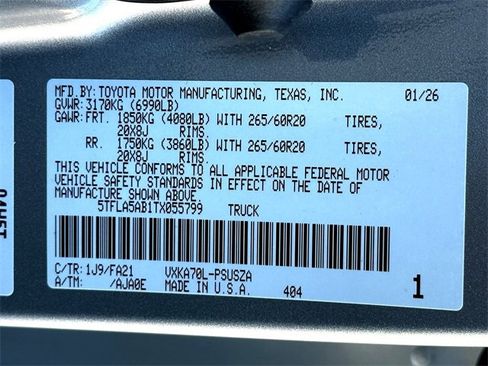 MFD.BY: TOYOTA MOTOR MANUFACTURING, TEXAS, INC. 01/26
GVWR: 3170KG (6990LB)
GAWR: FRT. 1850KG (4080LB) WITH 265/60R20 TIRES,
20X8J RIMS.
RR. 1750KG (3860LB) WITH 265/60R20 TIRES,
20X8J RIMS.
THIS VEHICLE CONFORMS TO ALL APPLICABLE FEDERAL MOTOR
VEHICLE SAFETY STANDARDS IN EFFECT ON THE DATE OF
MANUFACTURE SHOWN ABOVE.
5TFLA5AB1TX055799 TRUCK
C/TR: 1J9/FA21 VXKA70L-PSUSZA
A/TM: /AJA0E MADE IN U.S.A. 404 1